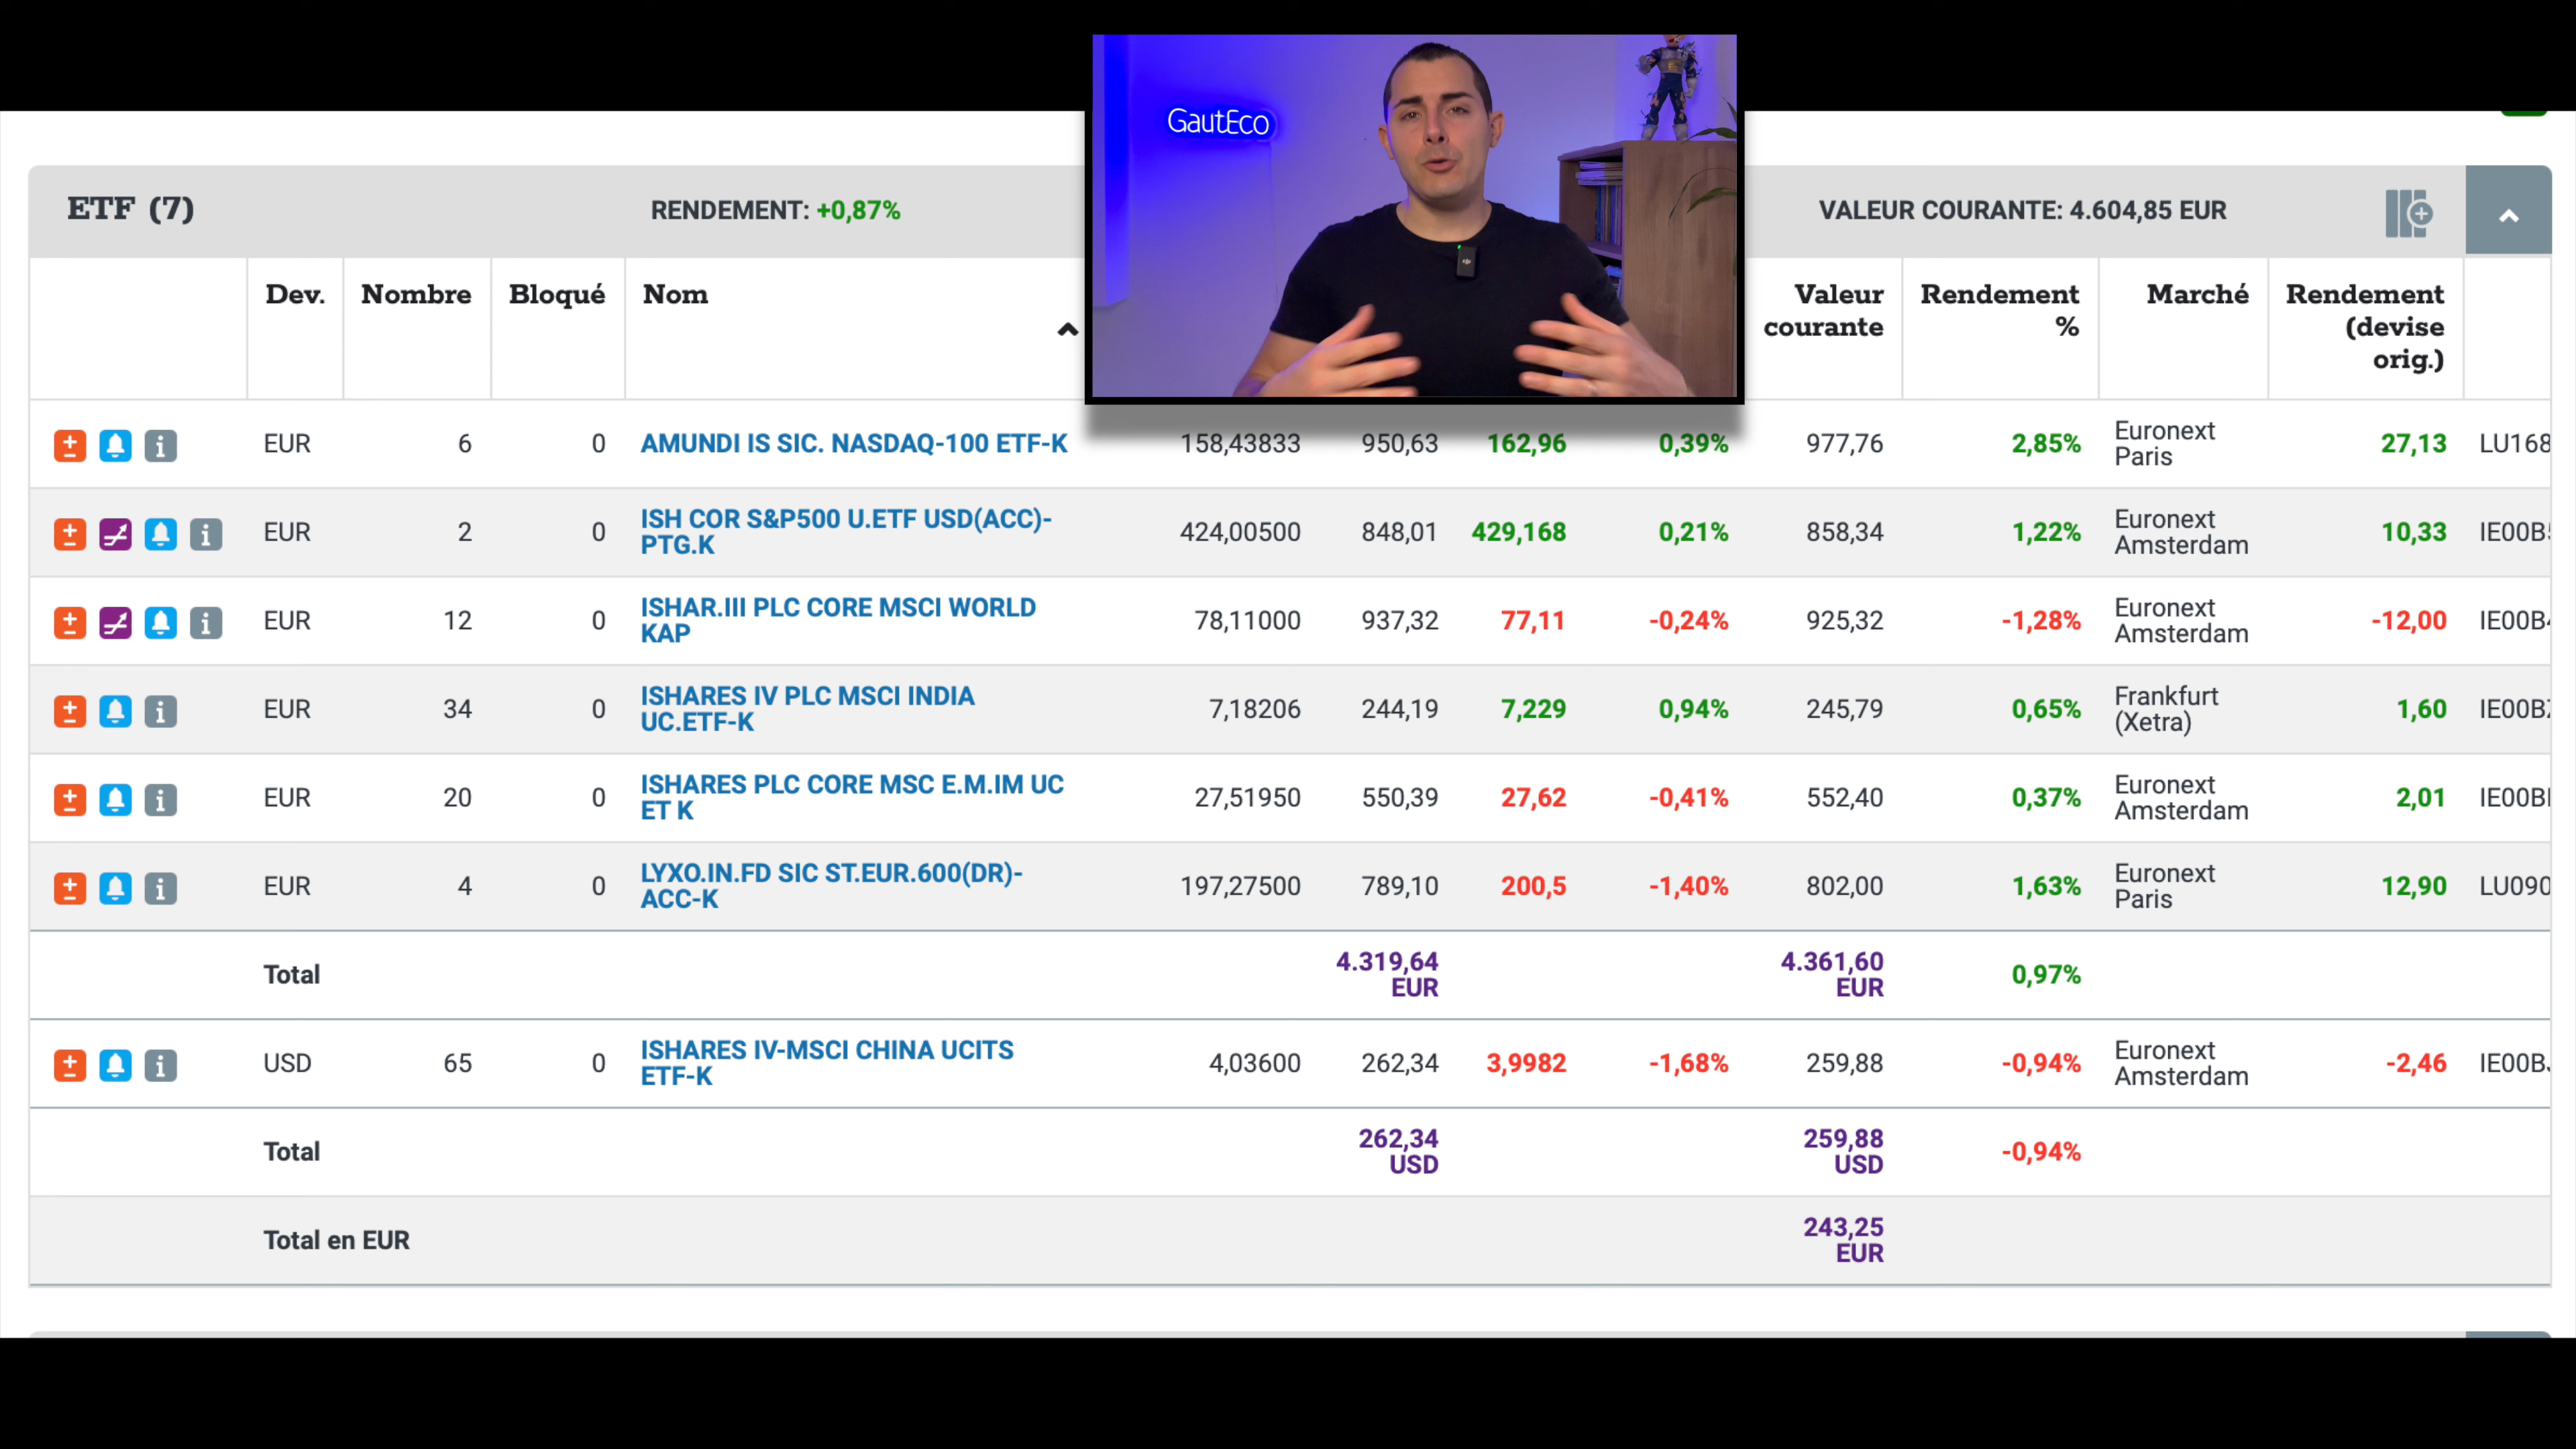 GautEco
ETF (7)
RENDEMENT: +0,87%
VALEUR COURANTE: 4.604,85 EUR
Dev.
Nombre
Bloqué
Nom
Valeur
courante
Rendement
%
Marché
Rendement
(devise
orig.)
EUR 6 0 AMUNDI IS SIC. NASDAQ-100 ETF-K 158,43833 950,63 162,96 0,39% 977,76 2,85% Euronext
Paris 27,13 LU168
EUR 2 0 ISH COR S&P500 U.ETF USD(ACC)-
PTG.K 424,00500 848,01 429,168 0,21% 858,34 1,22% Euronext
Amsterdam 10,33 IE00B5
EUR 12 0 ISHAR.III PLC CORE MSCI WORLD
KAP 78,11000 937,32 77,11 -0,24% 925,32 -1,28% Euronext
Amsterdam -12,00 IE00B4
EUR 34 0 ISHARES IV PLC MSCI INDIA
UC.ETF-K 7,18206 244,19 7,229 0,94% 245,79 0,65% Frankfurt
(Xetra) 1,60 IE00BZ
EUR 20 0 ISHARES PLC CORE MSC E.M.IM UC
ET K 27,51950 550,39 27,62 -0,41% 552,40 0,37% Euronext
Amsterdam 2,01 IE00B
EUR 4 0 LYXO.IN.FD SIC ST.EUR.600(DR)-
ACC-K 197,27500 789,10 200,5 -1,40% 802,00 1,63% Euronext
Paris 12,90 LU090
Total 4.319,64
EUR 4.361,60
EUR 0,97%
USD 65 0 ISHARES IV-MSCI CHINA UCITS
ETF-K 4,03600 262,34 3,9982 -1,68% 259,88 -0,94% Euronext
Amsterdam -2,46 IE00BJ
Total 262,34
USD 259,88
USD -0,94%
Total en EUR 243,25
EUR